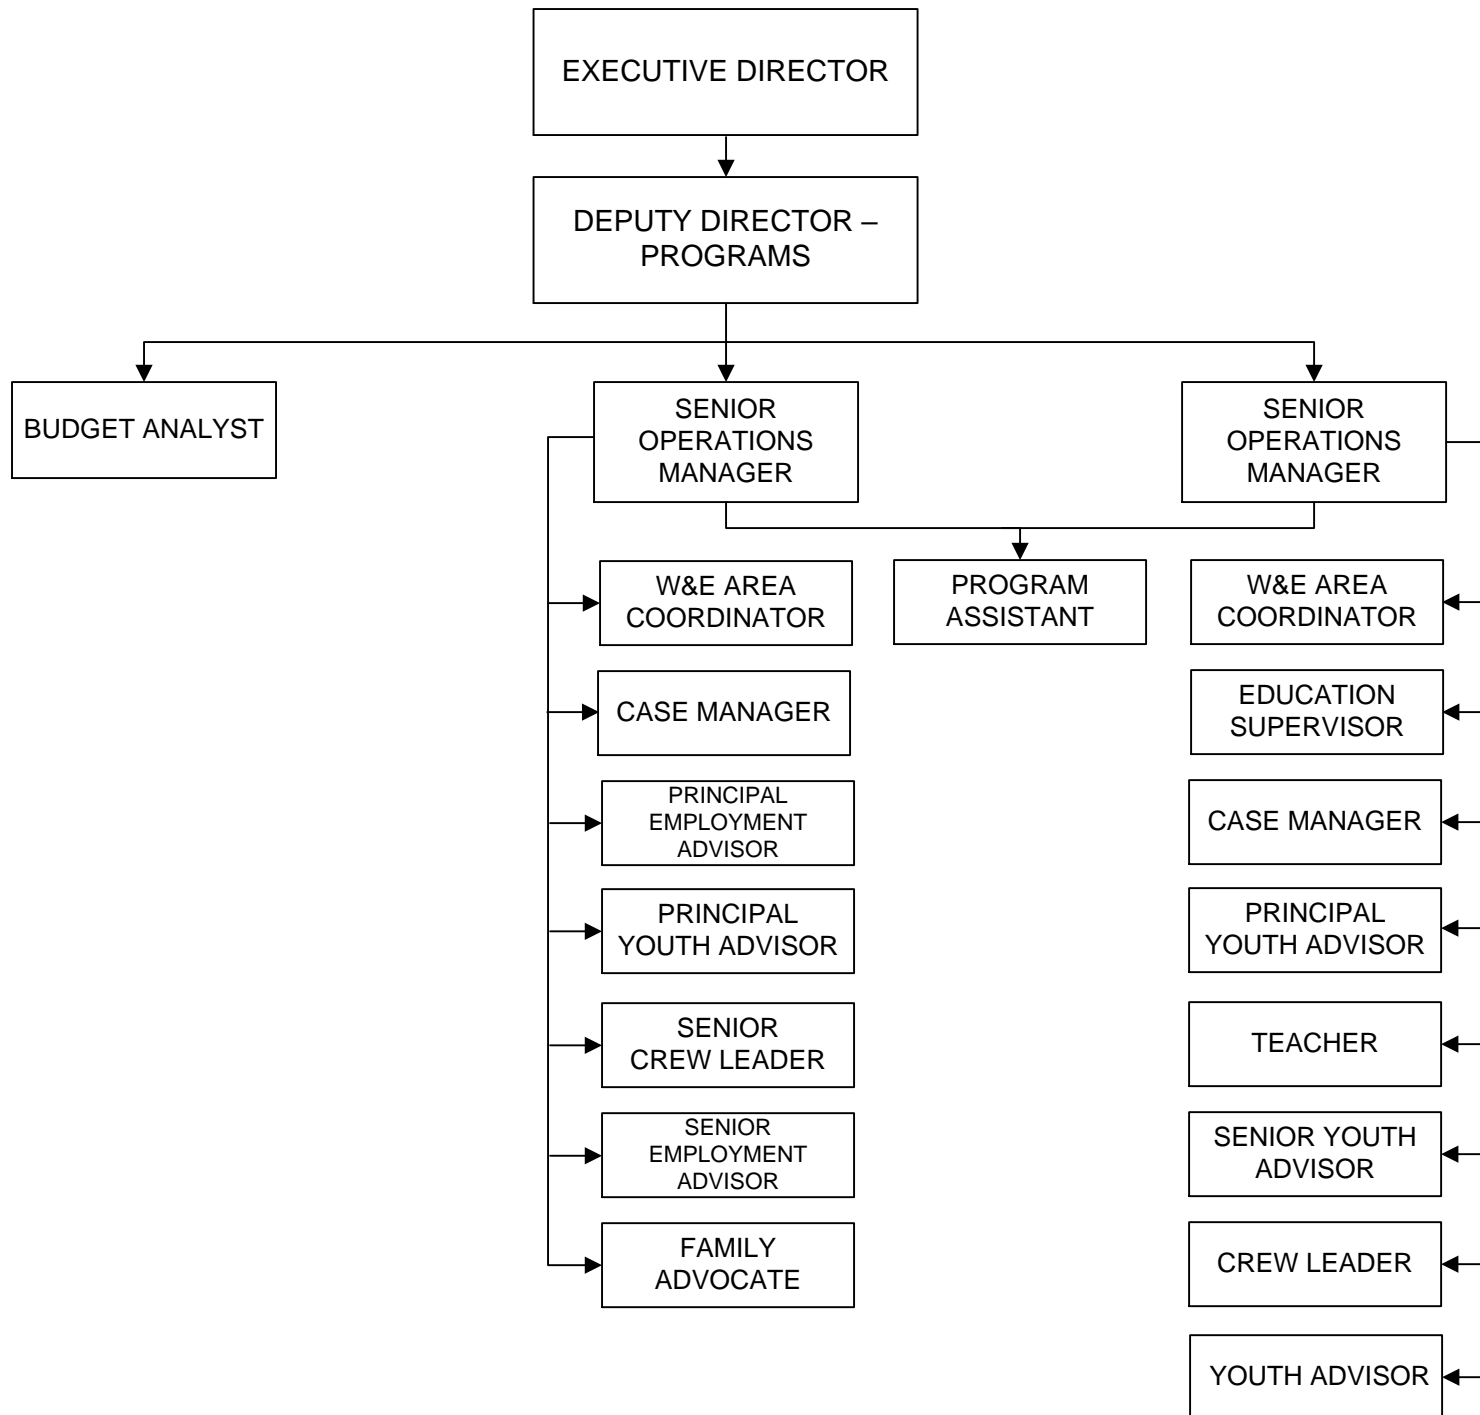 EXECUTIVE DIRECTOR
DEPUTY DIRECTOR –
PROGRAMS
BUDGET ANALYST
SENIOR
OPERATIONS
MANAGER
SENIOR
OPERATIONS
MANAGER
W&E AREA
COORDINATOR
PROGRAM
ASSISTANT
W&E AREA
COORDINATOR
CASE MANAGER
EDUCATION
SUPERVISOR
PRINCIPAL
EMPLOYMENT
ADVISOR
CASE MANAGER
PRINCIPAL
YOUTH ADVISOR
PRINCIPAL
YOUTH ADVISOR
SENIOR
CREW LEADER
TEACHER
SENIOR
EMPLOYMENT
ADVISOR
SENIOR YOUTH
ADVISOR
FAMILY
ADVOCATE
CREW LEADER
YOUTH ADVISOR